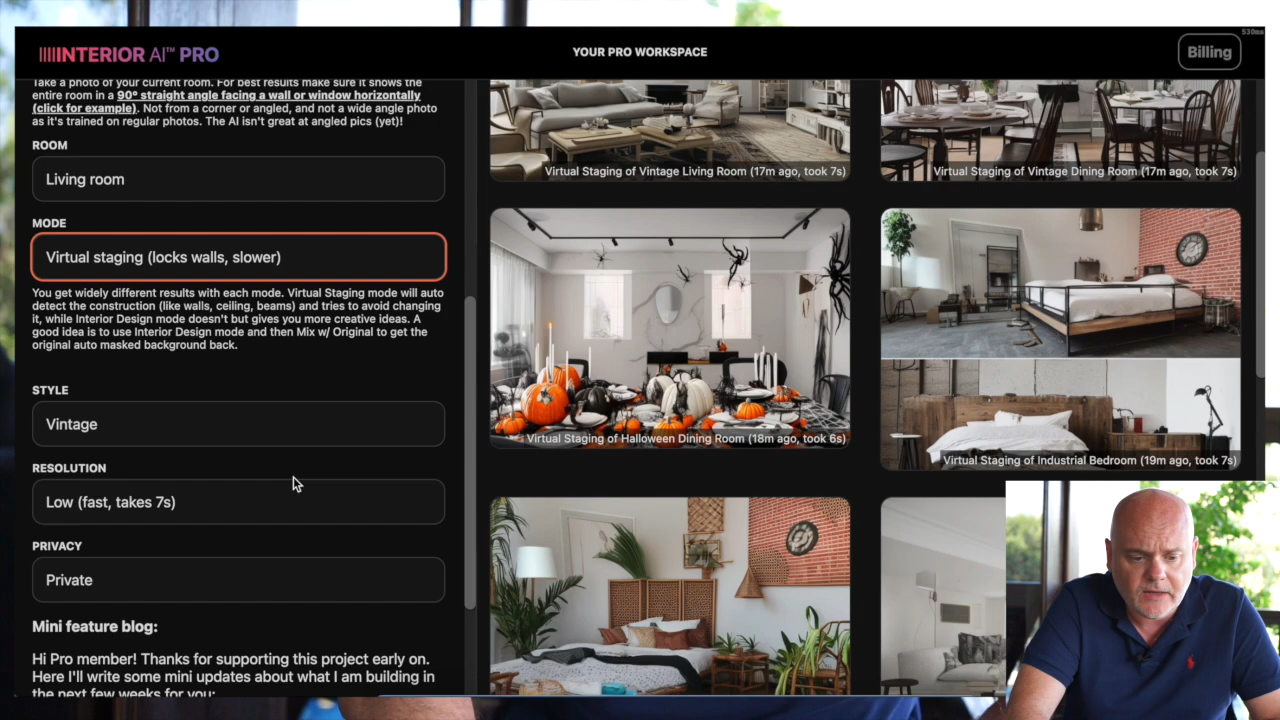 INTERIOR AI™ PRO
YOUR PRO WORKSPACE
530ms
Billing
Take a photo of your current room. For best results make sure it shows the
entire room in a 90° straight angle facing a wall or window horizontally
(click for example). Not from a corner or angled, and not a wide angle photo
as it's trained on regular photos. The AI isn't great at angled pics (yet)!
ROOM
Living room
MODE
Virtual staging (locks walls, slower)
You get widely different results with each mode. Virtual Staging mode will auto
detect the construction (like walls, ceiling, beams) and tries to avoid changing
it, while Interior Design mode doesn't but gives you more creative ideas. A
good idea is to use Interior Design mode and then Mix w/ Original to get the
original auto masked background back.
STYLE
Vintage
RESOLUTION
Low (fast, takes 7s)
PRIVACY
Private
Mini feature blog:
Hi Pro member! Thanks for supporting this project early on.
Here I'll write some mini updates about what I am building in
the next few weeks for you:
Virtual Staging of Vintage Living Room (17m ago, took 7s)
Virtual Staging of Vintage Dining Room (17m ago, took 7s)
Virtual Staging of Halloween Dining Room (18m ago, took 6s)
Virtual Staging of Industrial Bedroom (19m ago, took 7s)